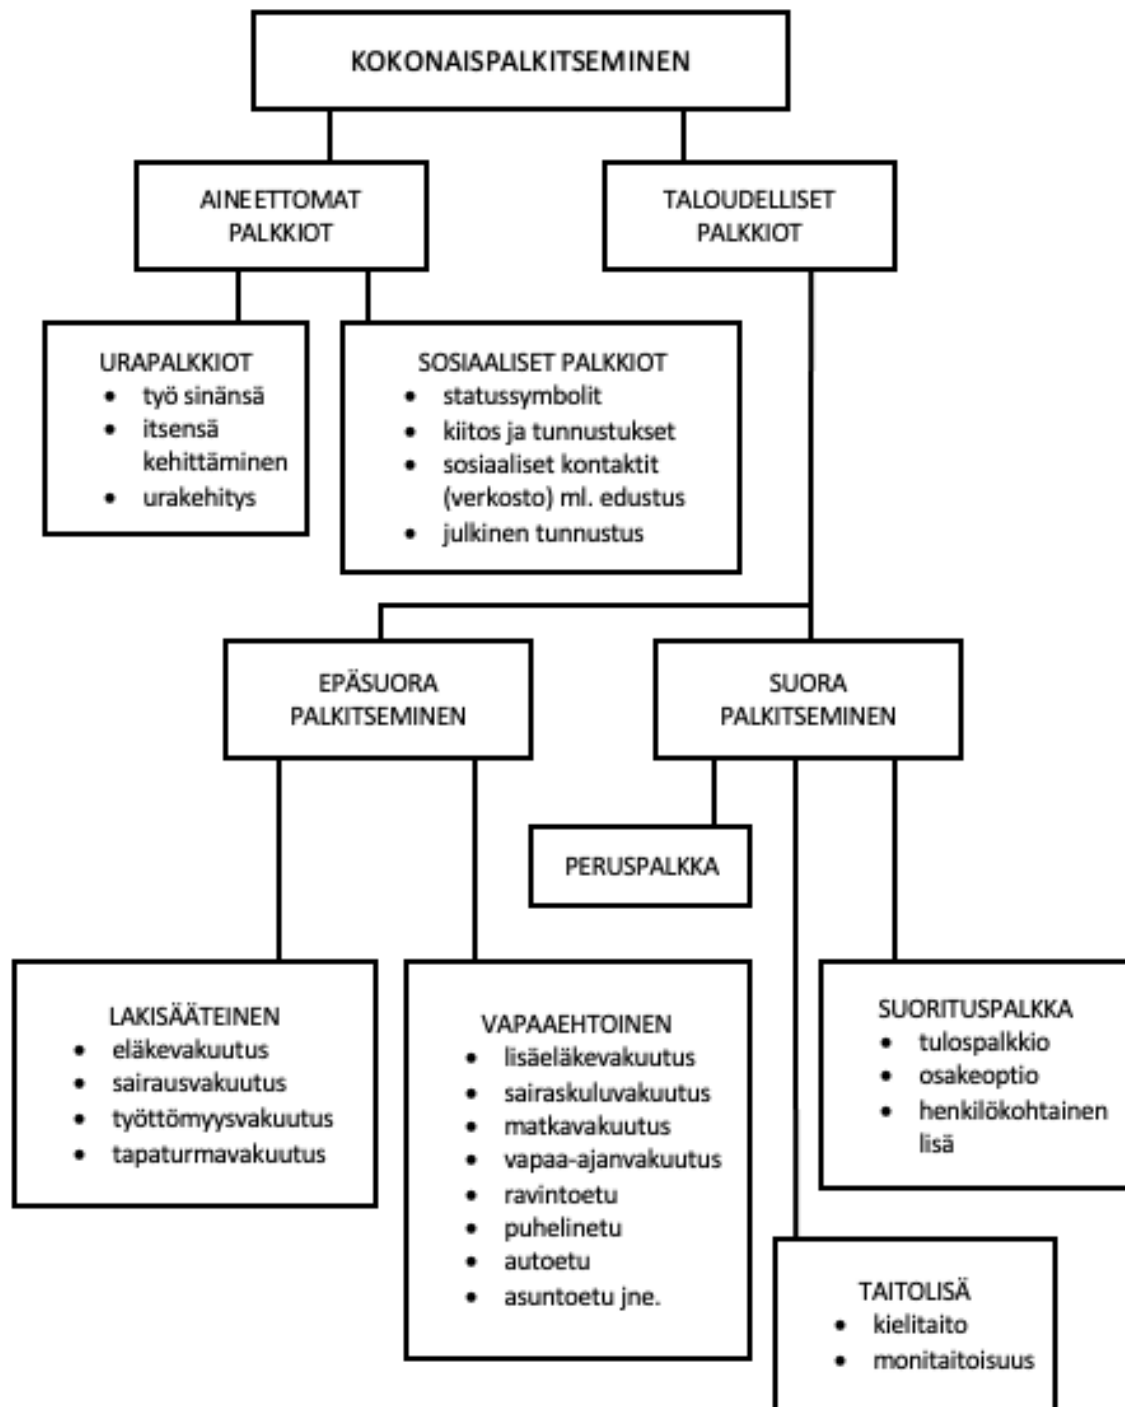 KOKONAISPALKITSEMINEN
AINEETTOMAT
PALKKIOT
TALOUDELLISET
PALKKIOT
URAPALKKIOT
• työ sinänsä
• itsensä
kehittäminen
• urakehitys
SOSIAALISET PALKKIOT
• statussymbolit
• kiitos ja tunnustukset
• sosiaaliset kontaktit
(verkosto) ml. edustus
• julkinen tunnustus
EPÄSUORA
PALKITSEMINEN
SUORA
PALKITSEMINEN
PERUSPALKKA
LAKISÄÄTEINEN
• eläkevakuutus
• sairausvakuutus
• työttömyysvakuutus
• tapaturmavakuutus
VAPAAEHTOINEN
• lisäeläkevakuutus
• sairaskuluvakuutus
• matkavakuutus
• vapaa-ajanvakuutus
• ravintoetu
• puhelinetu
• autoetu
• asuntoetu jne.
SUORITUSPALKKA
• tulospalkkio
• osakeoptio
• henkilökohtainen
lisä
TAITOLISÄ
• kielitaito
• monitaitoisuus